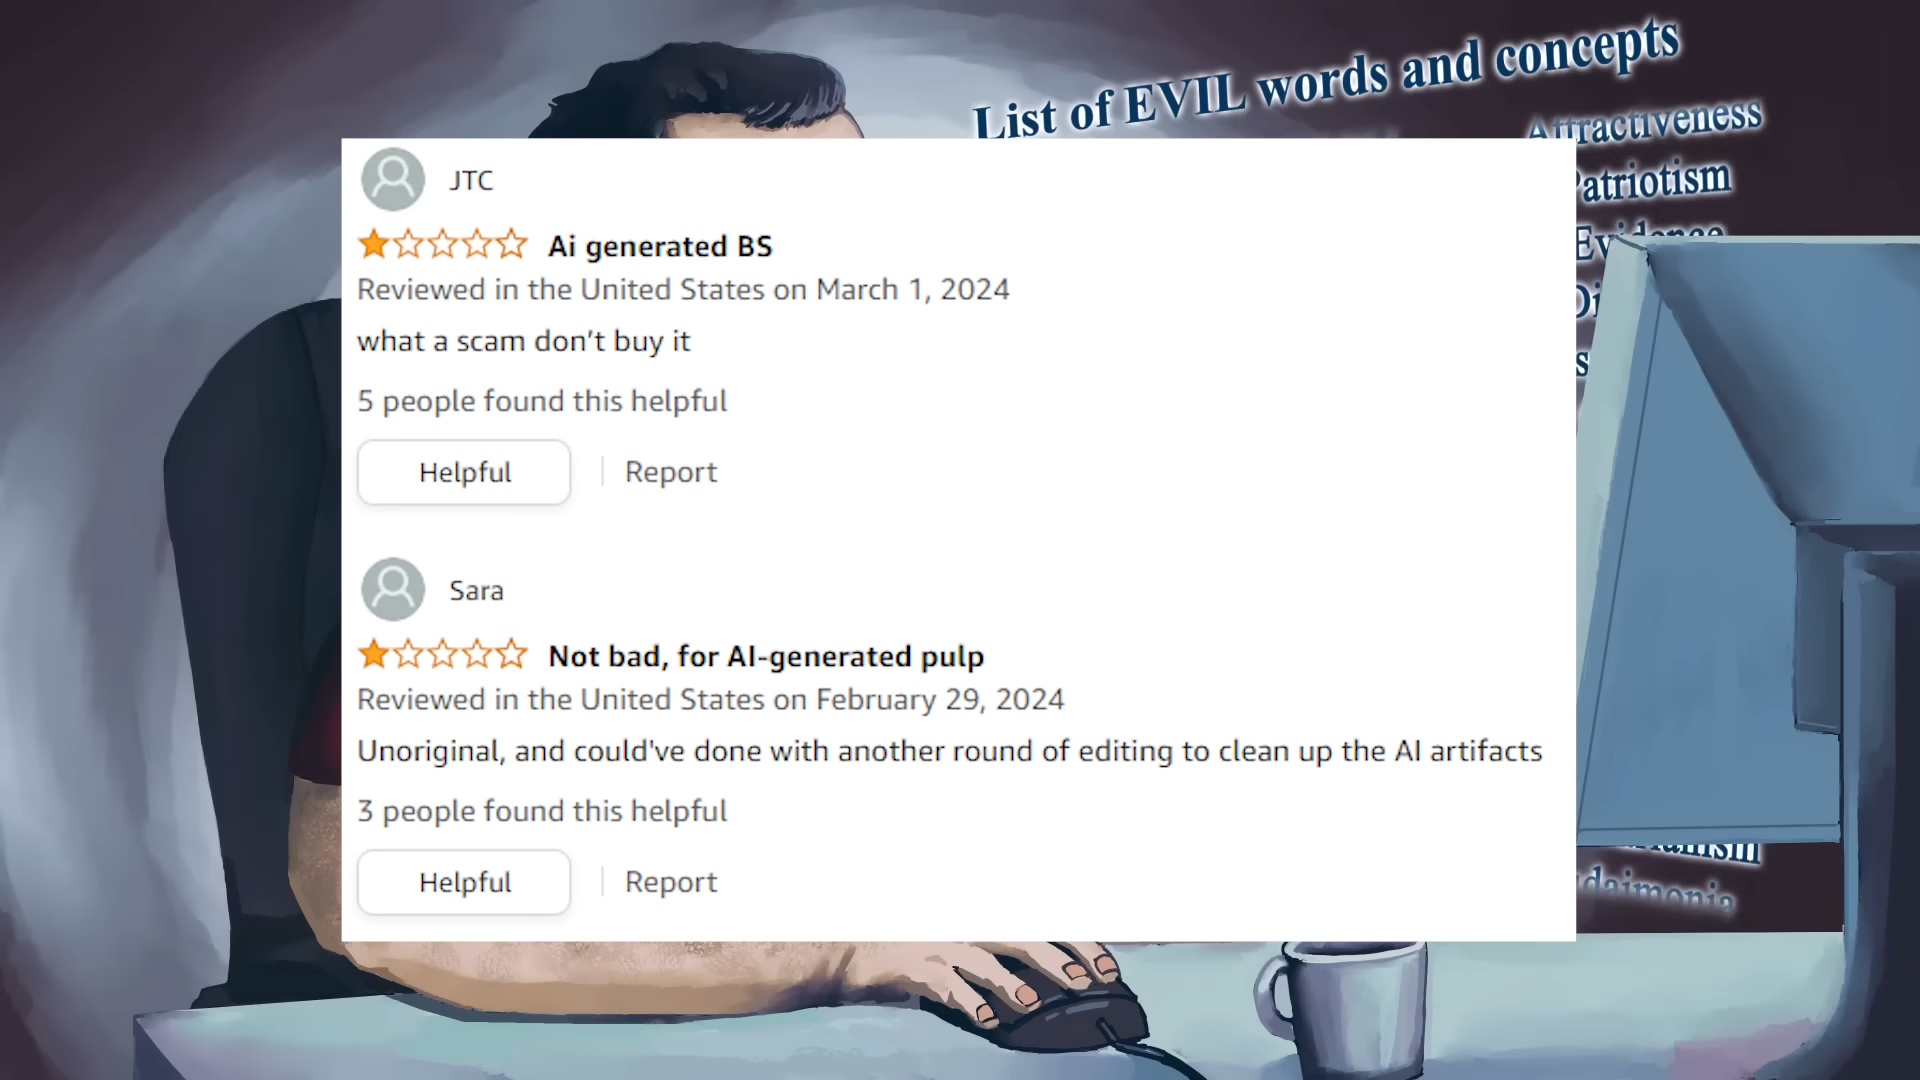 List of EVIL words and concepts
Attractiveness
Patriotism
Evidence
JTC
Ai generated BS
Reviewed in the United States on March 1, 2024
what a scam don't buy it
5 people found this helpful
Helpful
Report
Sara
Not bad, for AI-generated pulp
Reviewed in the United States on February 29, 2024
Unoriginal, and could've done with another round of editing to clean up the AI artifacts
3 people found this helpful
Helpful
Report